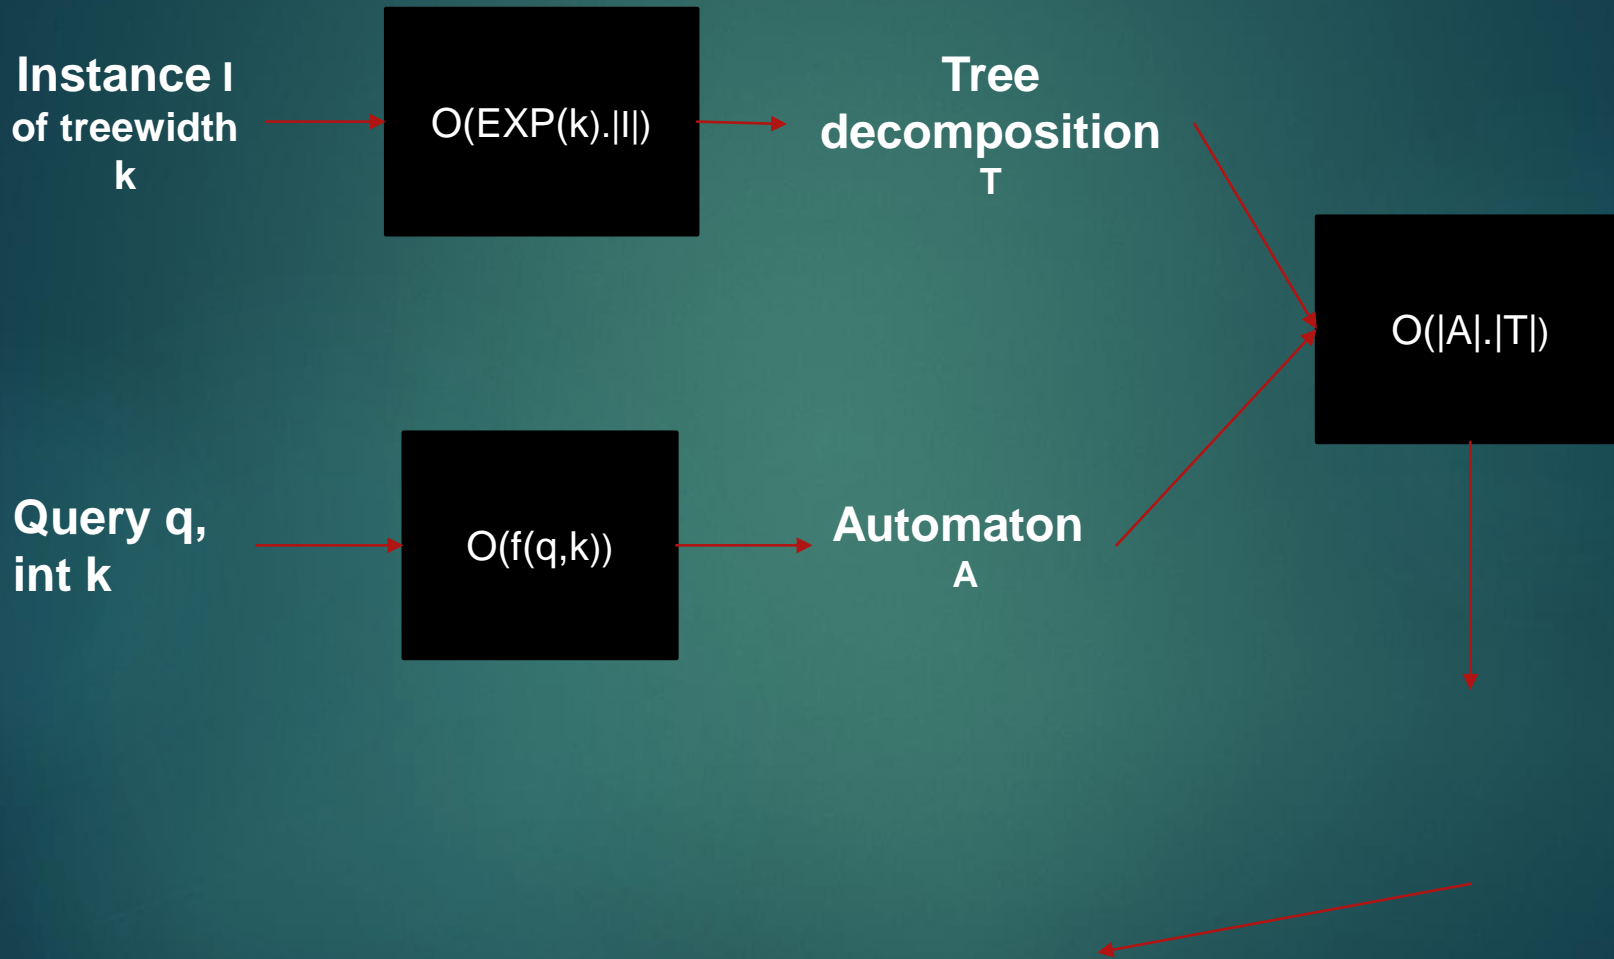 Instance I
of treewidth
k
O(EXP(k).|I|)
Tree
decomposition
T
O(|A|.|T|)
Query q,
int k
O(f(q,k))
Automaton
A